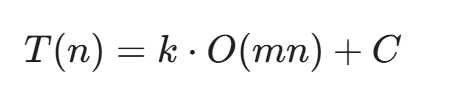 T(n) = k · O(mn) + C